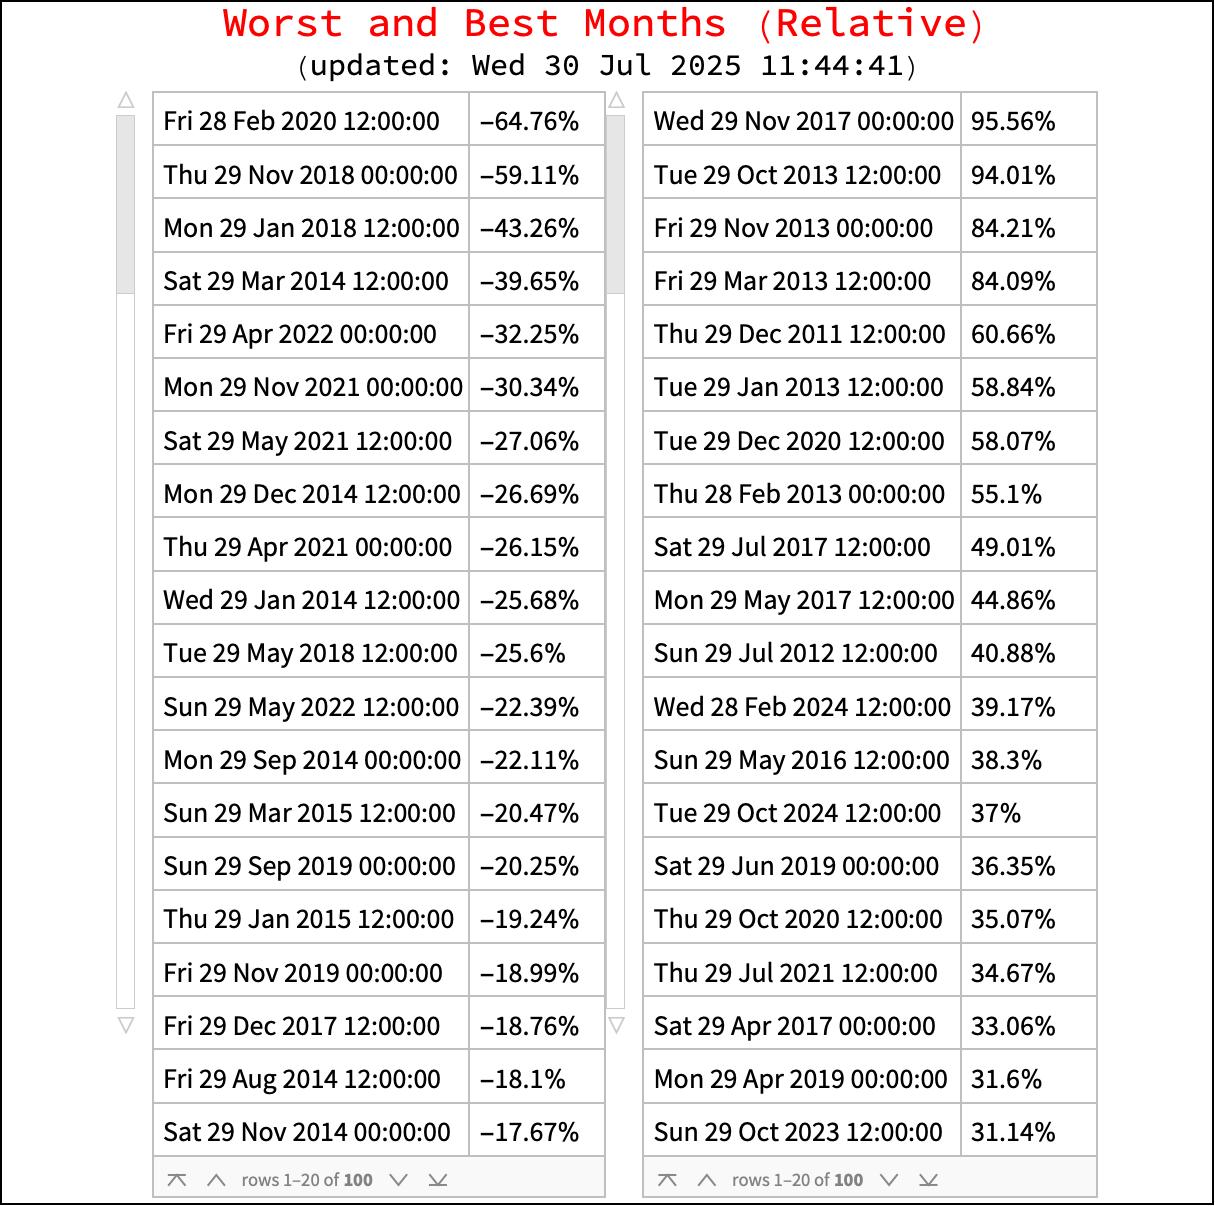 Worst and Best Months (Relative)
(updated: Wed 30 Jul 2025 11:44:41)
Fri 28 Feb 2020 12:00:00 −64.76%
Thu 29 Nov 2018 00:00:00 −59.11%
Mon 29 Jan 2018 12:00:00 −43.26%
Sat 29 Mar 2014 12:00:00 −39.65%
Fri 29 Apr 2022 00:00:00 −32.25%
Mon 29 Nov 2021 00:00:00 −30.34%
Sat 29 May 2021 12:00:00 −27.06%
Mon 29 Dec 2014 12:00:00 −26.69%
Thu 29 Apr 2021 00:00:00 −26.15%
Wed 29 Jan 2014 12:00:00 −25.68%
Tue 29 May 2018 12:00:00 −25.6%
Sun 29 May 2022 12:00:00 −22.39%
Mon 29 Sep 2014 00:00:00 −22.11%
Sun 29 Mar 2015 12:00:00 −20.47%
Sun 29 Sep 2019 00:00:00 −20.25%
Thu 29 Jan 2015 12:00:00 −19.24%
Fri 29 Nov 2019 00:00:00 −18.99%
Fri 29 Dec 2017 12:00:00 −18.76%
Fri 29 Aug 2014 12:00:00 −18.1%
Sat 29 Nov 2014 00:00:00 −17.67%
rows 1–20 of 100
Wed 29 Nov 2017 00:00:00 95.56%
Tue 29 Oct 2013 12:00:00 94.01%
Fri 29 Nov 2013 00:00:00 84.21%
Fri 29 Mar 2013 12:00:00 84.09%
Thu 29 Dec 2011 12:00:00 60.66%
Tue 29 Jan 2013 12:00:00 58.84%
Tue 29 Dec 2020 12:00:00 58.07%
Thu 28 Feb 2013 00:00:00 55.1%
Sat 29 Jul 2017 12:00:00 49.01%
Mon 29 May 2017 12:00:00 44.86%
Sun 29 Jul 2012 12:00:00 40.88%
Wed 28 Feb 2024 12:00:00 39.17%
Sun 29 May 2016 12:00:00 38.3%
Tue 29 Oct 2024 12:00:00 37%
Sat 29 Jun 2019 00:00:00 36.35%
Thu 29 Oct 2020 12:00:00 35.07%
Thu 29 Jul 2021 12:00:00 34.67%
Sat 29 Apr 2017 00:00:00 33.06%
Mon 29 Apr 2019 00:00:00 31.6%
Sun 29 Oct 2023 12:00:00 31.14%
rows 1–20 of 100